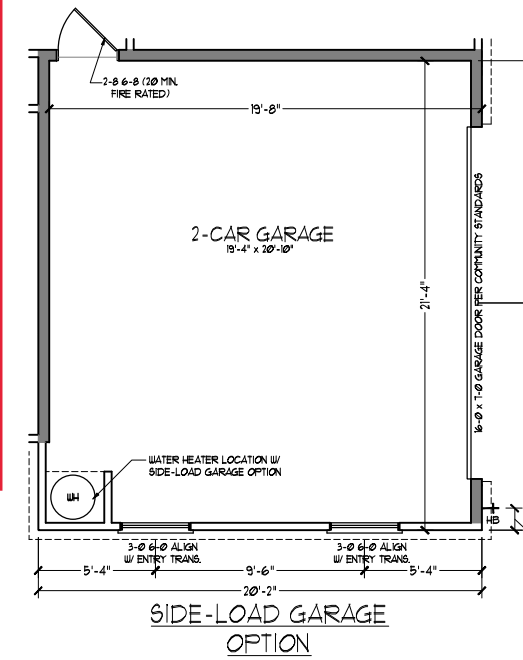 2-8 6-8 (20 MIN.
FIRE RATED)
19'-8"
2-CAR GARAGE
19'-4" x 20'-10"
21'-4"
16-0 x 7-0 GARAGE DOOR PER COMMUNITY STANDARDS
WATER HEATER LOCATION W/
SIDE-LOAD GARAGE OPTION
WH
HB
3-0 6-0 ALIGN
W/ ENTRY TRANS.
3-0 6-0 ALIGN
W/ ENTRY TRANS.
5'-4" 9'-6" 5'-4"
20'-2"
SIDE-LOAD GARAGE
OPTION